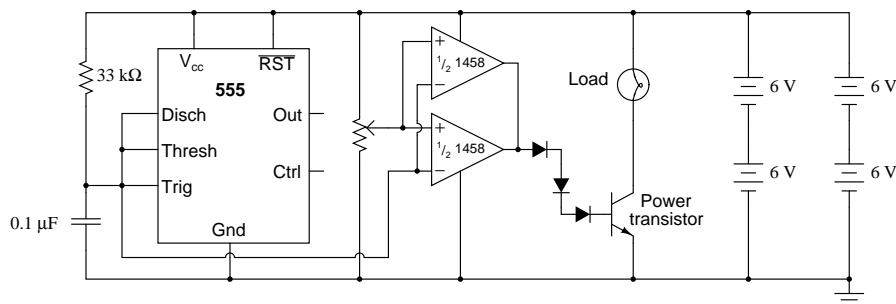 33 kΩ
0.1 µF
Vcc
RST
555
Disch
Thresh
Trig
Out
Ctrl
Gnd
+
1/2 1458
−
+
1/2 1458
−
Load
Power
transistor
6 V
6 V
6 V
6 V